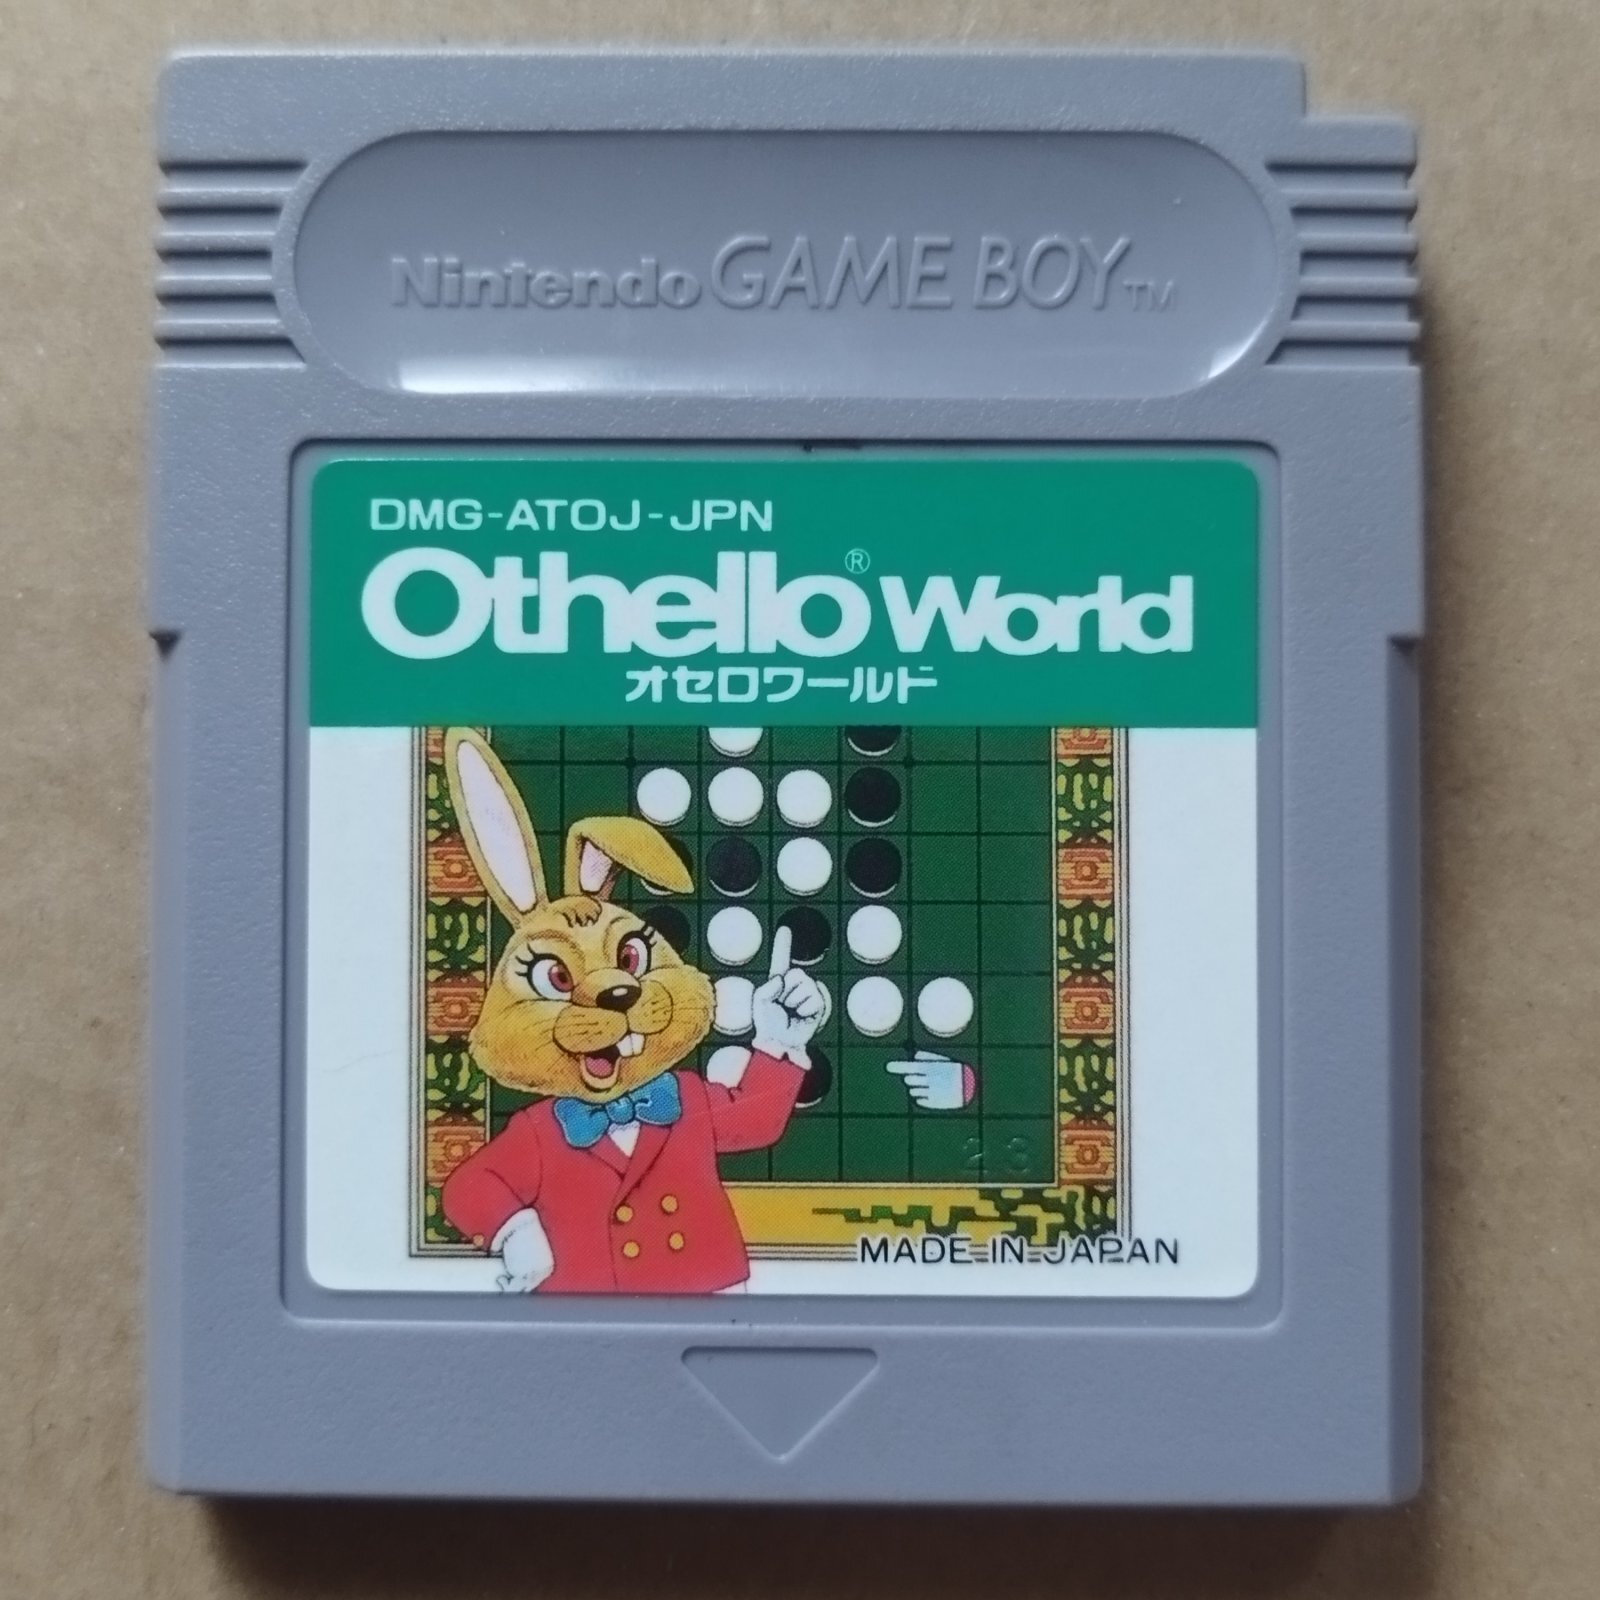 Nintendo GAME BOY TM
DMG-ATOJ-JPN
Othello® World
オセロワールド
23
MADE IN JAPAN